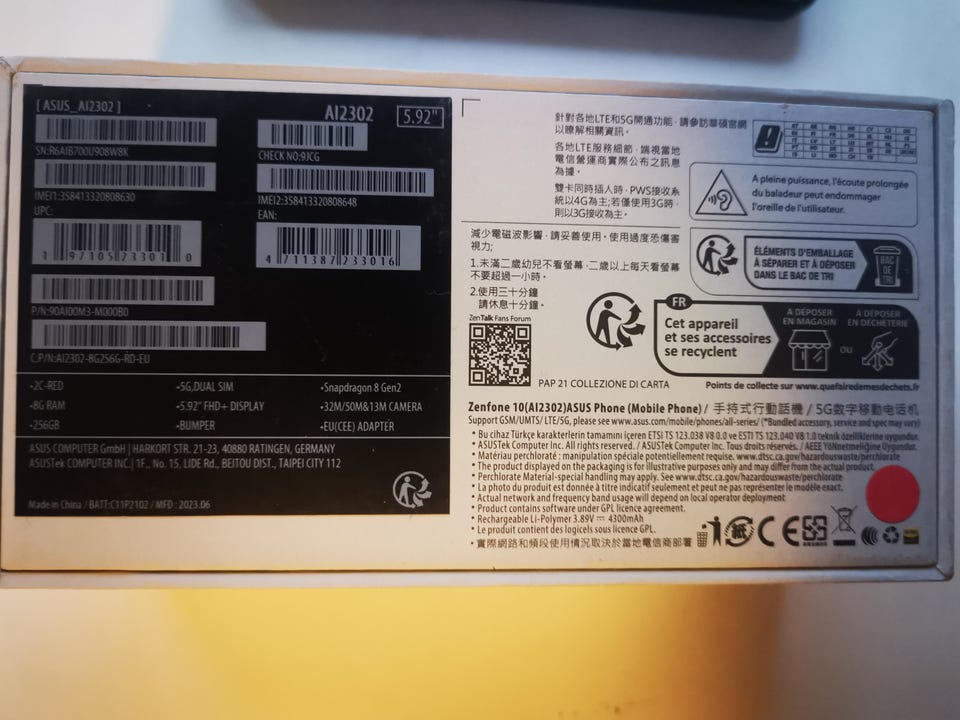 [ ASUS_AI2302 ]
AI2302
5.92"
SN:R6AIB700U908W8K
CHECK NO:9JCG
IMEI1:358413320808630
IMEI2:358413320808648
UPC:
EAN:
1 97105 23301 0
4 711387 233016
P/N:90AI00M3-M000B0
C.P/N:AI2302-8G256G-RD-EU
•2C-RED
•5G,DUAL SIM
•Snapdragon 8 Gen2
•8G RAM
•5.92" FHD+ DISPLAY
•32M/50M&13M CAMERA
•256GB
•BUMPER
•EU(CEE) ADAPTER
ASUS COMPUTER GmbH | HARKORT STR. 21-23, 40880 RATINGEN, GERMANY
ASUSTek COMPUTER INC.| 1F., No. 15, LIDE Rd., BEITOU DIST., TAIPEI CITY 112
Made in China / BATT:C11P2102 / MFD : 2023.06
針對各地LTE和5G開通功能，請參訪華碩官網
以瞭解相關資訊。
各地LTE服務細節，端視當地
電信營運商實際公布之訊息
為據。
雙卡同時插入時，PWS接收系
統以4G為主;若僅使用3G時，
則以3G接收為主。
減少電磁波影響，請妥善使用。使用過度恐傷害
視力;
1.未滿二歲幼兒不看螢幕，二歲以上每天看螢幕
不要超過一小時。
2.使用三十分鐘
請休息十分鐘。
ZenTalk Fans Forum
A pleine puissance, l'écoute prolongée
du baladeur peut endommager
l'oreille de l'utilisateur.
ÉLÉMENTS D'EMBALLAGE
À SÉPARER ET À DÉPOSER
DANS LE BAC DE TRI
BAC
DE
TRI
FR
Cet appareil
et ses accessoires
se recyclent
À DÉPOSER
EN MAGASIN
OU
À DÉPOSER
EN DÉCHÈTERIE
PAP 21 COLLEZIONE DI CARTA
Points de collecte sur www.quefairedemesdechets.fr
Zenfone 10(AI2302)ASUS Phone (Mobile Phone) / 手持式行動話機 / 5G数字移动电话机
Support GSM/UMTS/ LTE/5G, please see www.asus.com/mobile/phones/all-series/ (*Bundled accessory, service and spec may vary)
• Bu cihaz Türkçe karakterlerin tamamını içeren ETSI TS 123.038 V8 0.0 ve ESTI TS 123.040 V8 1.0 teknik özelliklerine uygundur.
• ASUSTek Computer Inc. All rights reserved. / ASUSTek Computer Inc. Tous droits réservés. / AEEE Yönetmeliğine Uygundur.
• Matériau perchloraté : manipulation spéciale potentiellement requise. www.dtsc.ca.gov/hazardouswaste/perchlorate
• The product displayed on the packaging is for illustrative purposes only and may differ from the actual product.
• Perchlorate Material-special handling may apply. See www.dtsc.ca.gov/hazardouswaste/perchlorate
• La photo du produit est donnée à titre indicatif seulement et peut ne pas représenter le modèle exact.
• Actual network and frequency band usage will depend on local operator deployment
• Product contains software under GPL licence agreement.
• Rechargeable Li-Polymer 3.89V ⎓ 4300mAh
• Le produit contient des logiciels sous licence GPL.
• 實際網路和頻段使用情況取決於當地電信商部署
CE